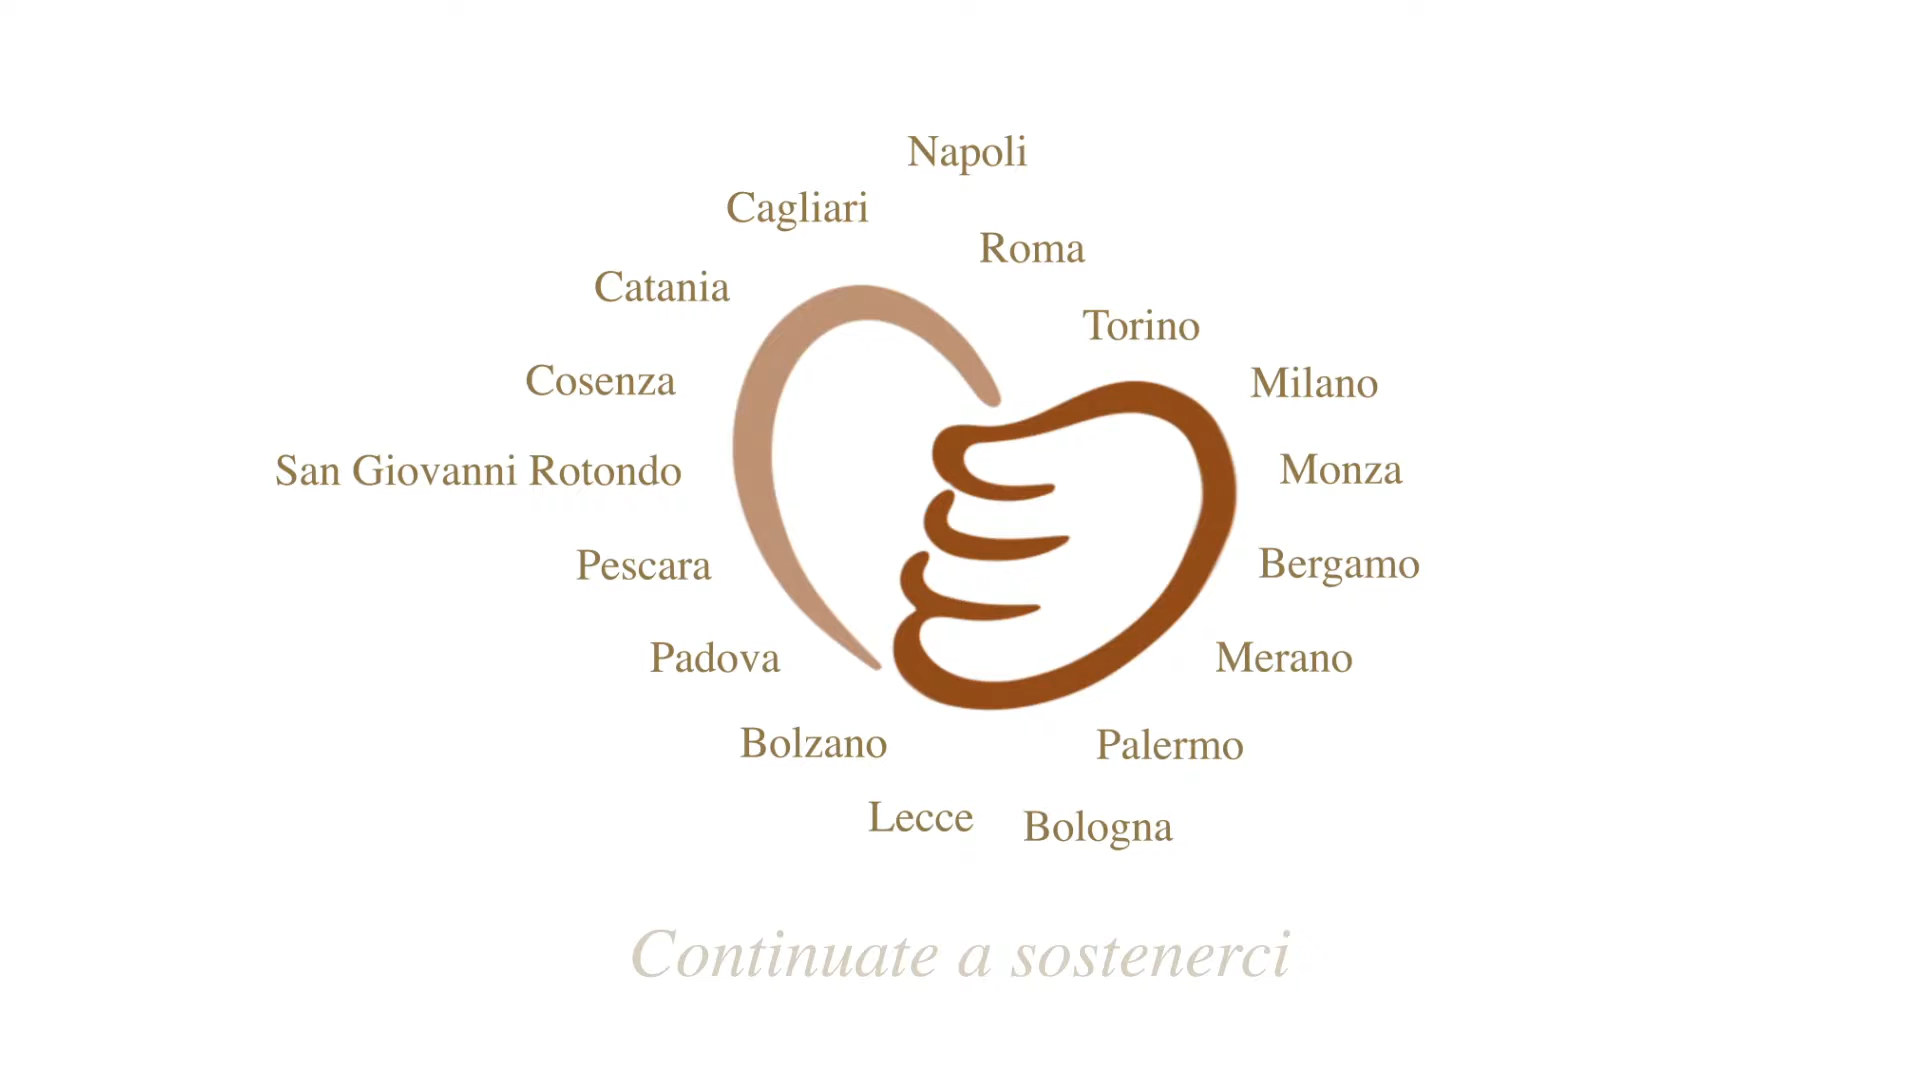 Napoli
Cagliari
Roma
Catania
Torino
Cosenza
Milano
San Giovanni Rotondo
Monza
Pescara
Bergamo
Padova
Merano
Bolzano
Palermo
Lecce
Bologna
Continuate a sostenerci